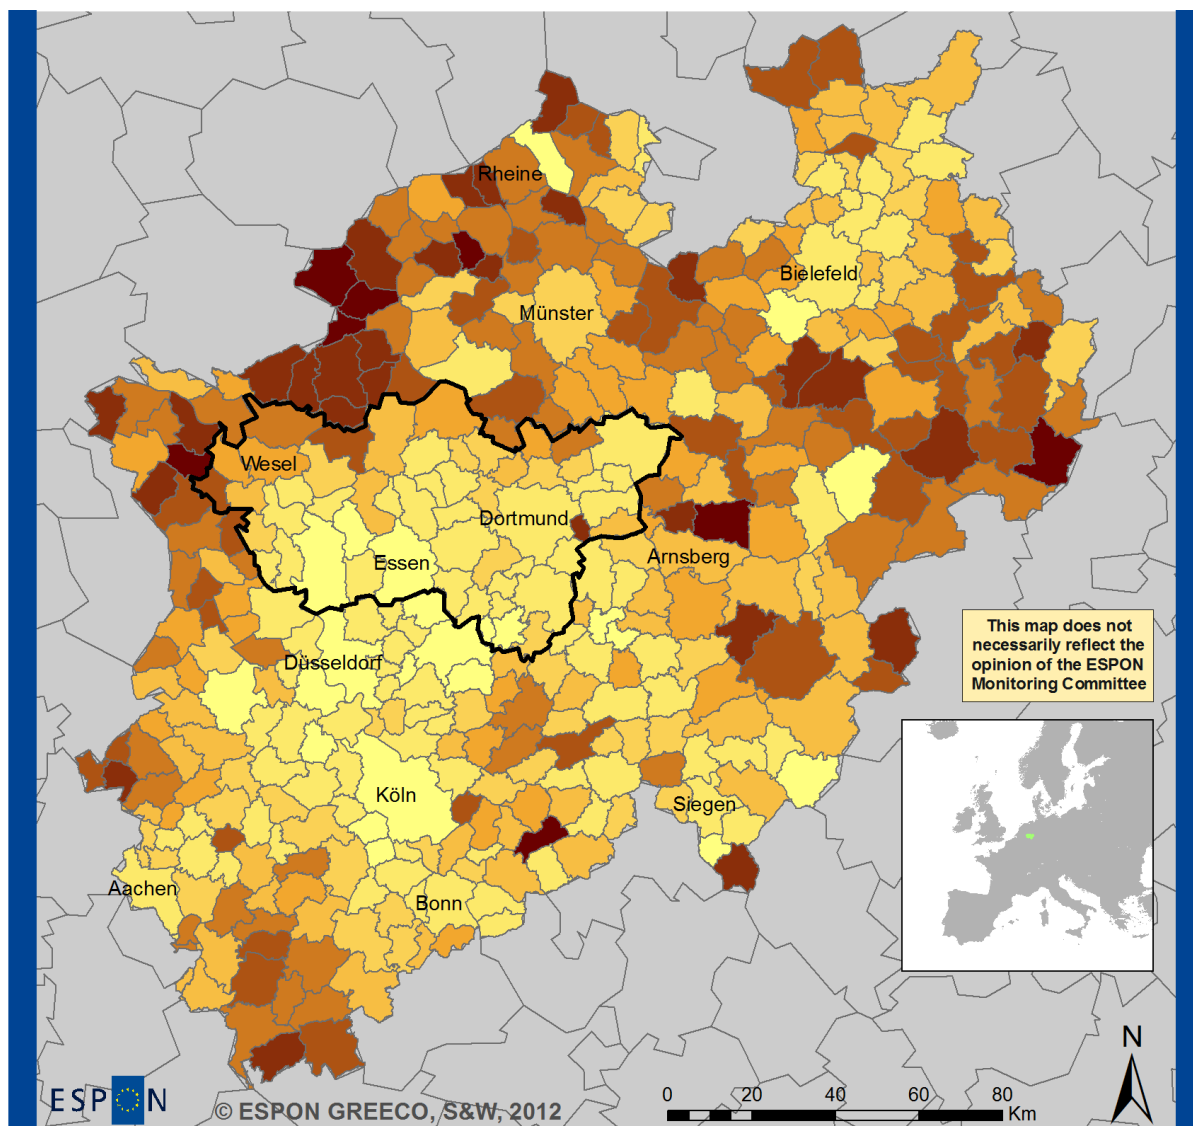 Rheine
Bielefeld
Münster
Wesel
Dortmund
Essen
Arnsberg
This map does not
necessarily reflect the
opinion of the ESPON
Monitoring Committee
Düsseldorf
Köln
Siegen
Aachen
Bonn
N
ESPON
© ESPON GREECO, S&W, 2012
0 20 40 60 80
Km